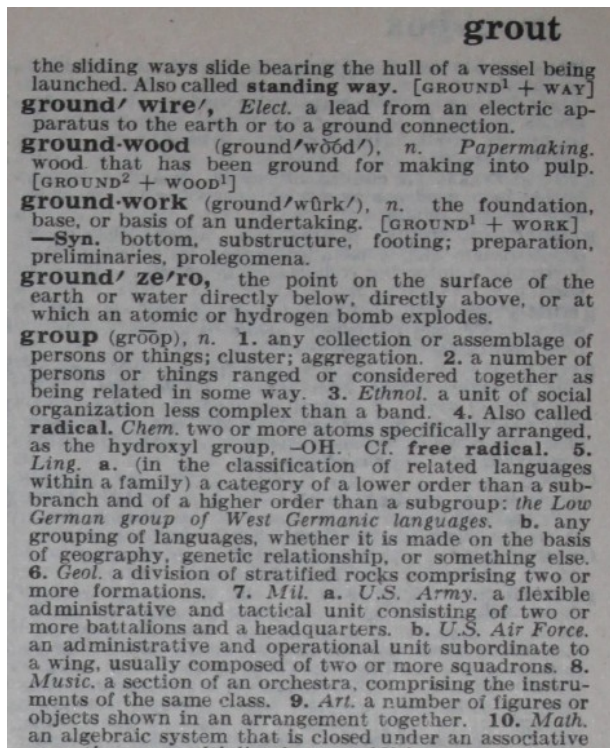 grout
the sliding ways slide bearing the hull of a vessel being
launched. Also called standing way. [GROUND¹ + WAY]
ground′ wire′, Elect. a lead from an electric ap-
paratus to the earth or to a ground connection.
ground·wood (ground′wo͝od′), n. Papermaking.
wood that has been ground for making into pulp.
[GROUND² + WOOD¹]
ground·work (ground′wûrk′), n. the foundation,
base, or basis of an undertaking. [GROUND¹ + WORK]
—Syn. bottom, substructure, footing; preparation,
preliminaries, prolegomena.
ground′ ze′ro, the point on the surface of the
earth or water directly below, directly above, or at
which an atomic or hydrogen bomb explodes.
group (gro͞op), n. 1. any collection or assemblage of
persons or things; cluster; aggregation. 2. a number of
persons or things ranged or considered together as
being related in some way. 3. Ethnol. a unit of social
organization less complex than a band. 4. Also called
radical. Chem. two or more atoms specifically arranged,
as the hydroxyl group, –OH. Cf. free radical. 5.
Ling. a. (in the classification of related languages
within a family) a category of a lower order than a sub-
branch and of a higher order than a subgroup: the Low
German group of West Germanic languages. b. any
grouping of languages, whether it is made on the basis
of geography, genetic relationship, or something else.
6. Geol. a division of stratified rocks comprising two or
more formations. 7. Mil. a. U.S. Army. a flexible
administrative and tactical unit consisting of two or
more battalions and a headquarters. b. U.S. Air Force.
an administrative and operational unit subordinate to
a wing, usually composed of two or more squadrons. 8.
Music. a section of an orchestra, comprising the instru-
ments of the same class. 9. Art. a number of figures or
objects shown in an arrangement together. 10. Math.
an algebraic system that is closed under an associative